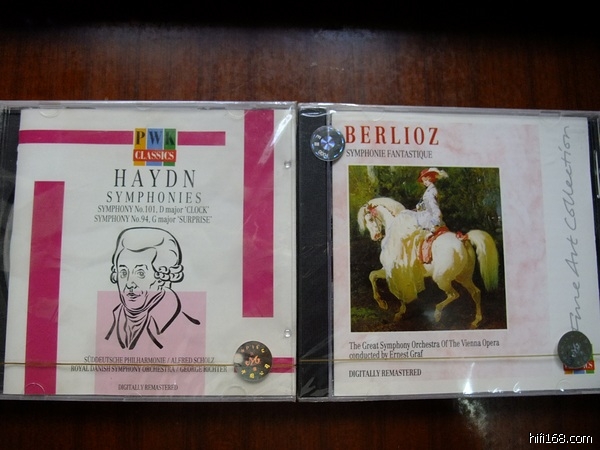 PWK
CLASSICS
HAYDN
SYMPHONIES
SYMPHONY No.101, D major 'CLOCK'
SYMPHONY No.94, G major 'SURPRISE'
SÜDDEUTSCHE PHILHARMONIE / ALFRED SCHOLZ
ROYAL DANISH SYMPHONY ORCHESTRA / GEORGE RICHTER
DIGITALLY REMASTERED
BERLIOZ
SYMPHONIE FANTASTIQUE
The Great Symphony Orchestra Of The Vienna Opera
conducted by Ernest Graf
DIGITALLY REMASTERED
Fine Art Collection
hifi168.com